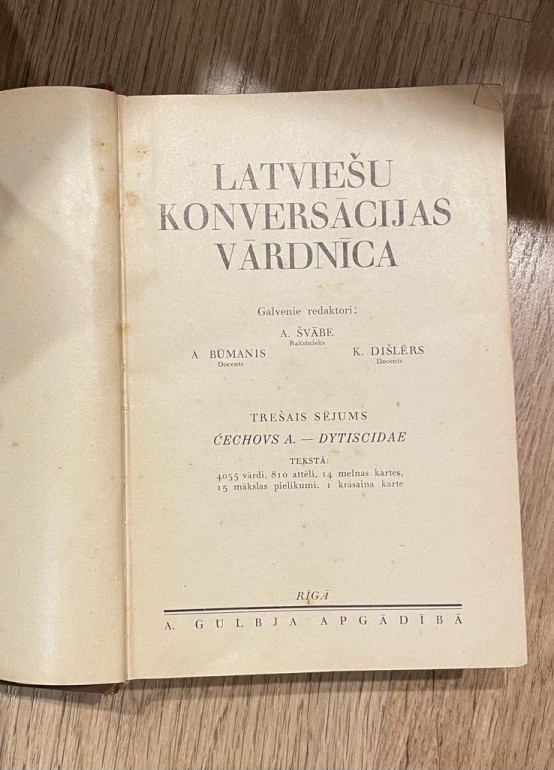 LATVIEŠU
KONVERSĀCIJAS
VĀRDNĪCA
Galvenie redaktori:
A. ŠVĀBE
Rakstnieks
A BŪMANIS K. DIŠLĒRS
Docents Docents
TREŠAIS SĒJUMS
ČECHOVS A. — DYTISCIDAE
TEKSTĀ:
4055 vārdi, 810 attēli, 14 melnas kartes,
15 mākslas pielikumi, 1 krāsaina karte
RĪGĀ
A. GULBJA APGĀDĪBĀ